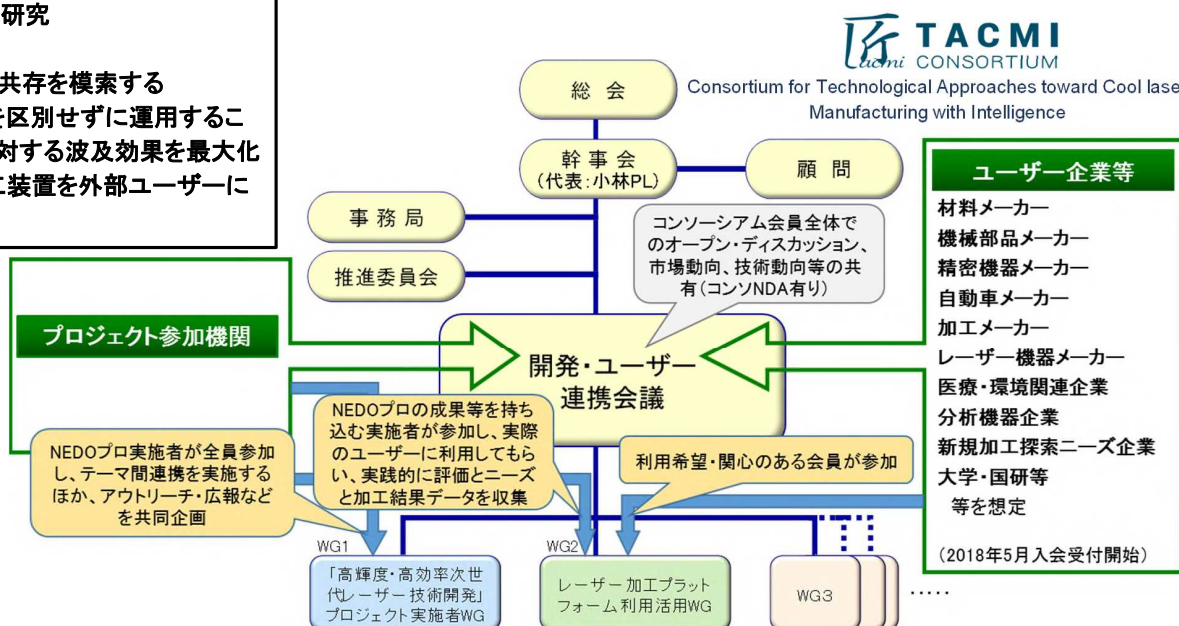 研究
共存を模索する
を区別せずに運用するこ
対する波及効果を最大化
工装置を外部ユーザーに
匠 TACMI
tacmi CONSORTIUM
Consortium for Technological Approaches toward Cool lase
Manufacturing with Intelligence
総会
幹事会
(代表:小林PL)
顧問
事務局
推進委員会
コンソーシアム会員全体で
のオープン・ディスカッション、
市場動向、技術動向等の共
有(コンソNDA有り)
プロジェクト参加機関
開発・ユーザー
連携会議
ユーザー企業等
材料メーカー
機械部品メーカー
精密機器メーカー
自動車メーカー
加工メーカー
レーザー機器メーカー
医療・環境関連企業
分析機器企業
新規加工探索ニーズ企業
大学・国研等
等を想定
(2018年5月入会受付開始)
NEDOプロ実施者が全員参加
し、テーマ間連携を実施する
ほか、アウトリーチ・広報など
を共同企画
NEDOプロの成果等を持ち
込む実施者が参加し、実際
のユーザーに利用してもら
い、実践的に評価とニーズ
と加工結果データを収集
利用希望・関心のある会員が参加
WG1
「高輝度・高効率次世
代レーザー技術開発」
プロジェクト実施者WG
WG2
レーザー加工プラット
フォーム利用活用WG
WG3
・・・・・